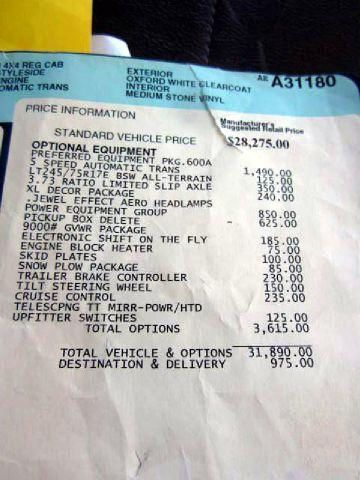 4X4 REG CAB
STYLESIDE
ENGINE
OMATIC TRANS
EXTERIOR
OXFORD WHITE CLEARCOAT
INTERIOR
MEDIUM STONE VINYL
A31180
PRICE INFORMATION
Manufacturer's
Suggested Retail Price
STANDARD VEHICLE PRICE $28,275.00
OPTIONAL EQUIPMENT
PREFERRED EQUIPMENT PKG.600A
5 SPEED AUTOMATIC TRANS 1,490.00
LT245/75R17E BSW ALL-TERRAIN 125.00
3.73 RATIO LIMITED SLIP AXLE 350.00
XL DECOR PACKAGE 240.00
.JEWEL EFFECT AERO HEADLAMPS
POWER EQUIPMENT GROUP 850.00
PICKUP BOX DELETE - 625.00
9000# GVWR PACKAGE
ELECTRONIC SHIFT ON THE FLY 185.00
ENGINE BLOCK HEATER 75.00
SKID PLATES 100.00
SNOW PLOW PACKAGE 85.00
TRAILER BRAKE CONTROLLER 230.00
TILT STEERING WHEEL 150.00
CRUISE CONTROL 235.00
TELESCPNG TT MIRR-POWR/HTD
UPFITTER SWITCHES 125.00
TOTAL OPTIONS 3,615.00
TOTAL VEHICLE & OPTIONS 31,890.00
DESTINATION & DELIVERY 975.00